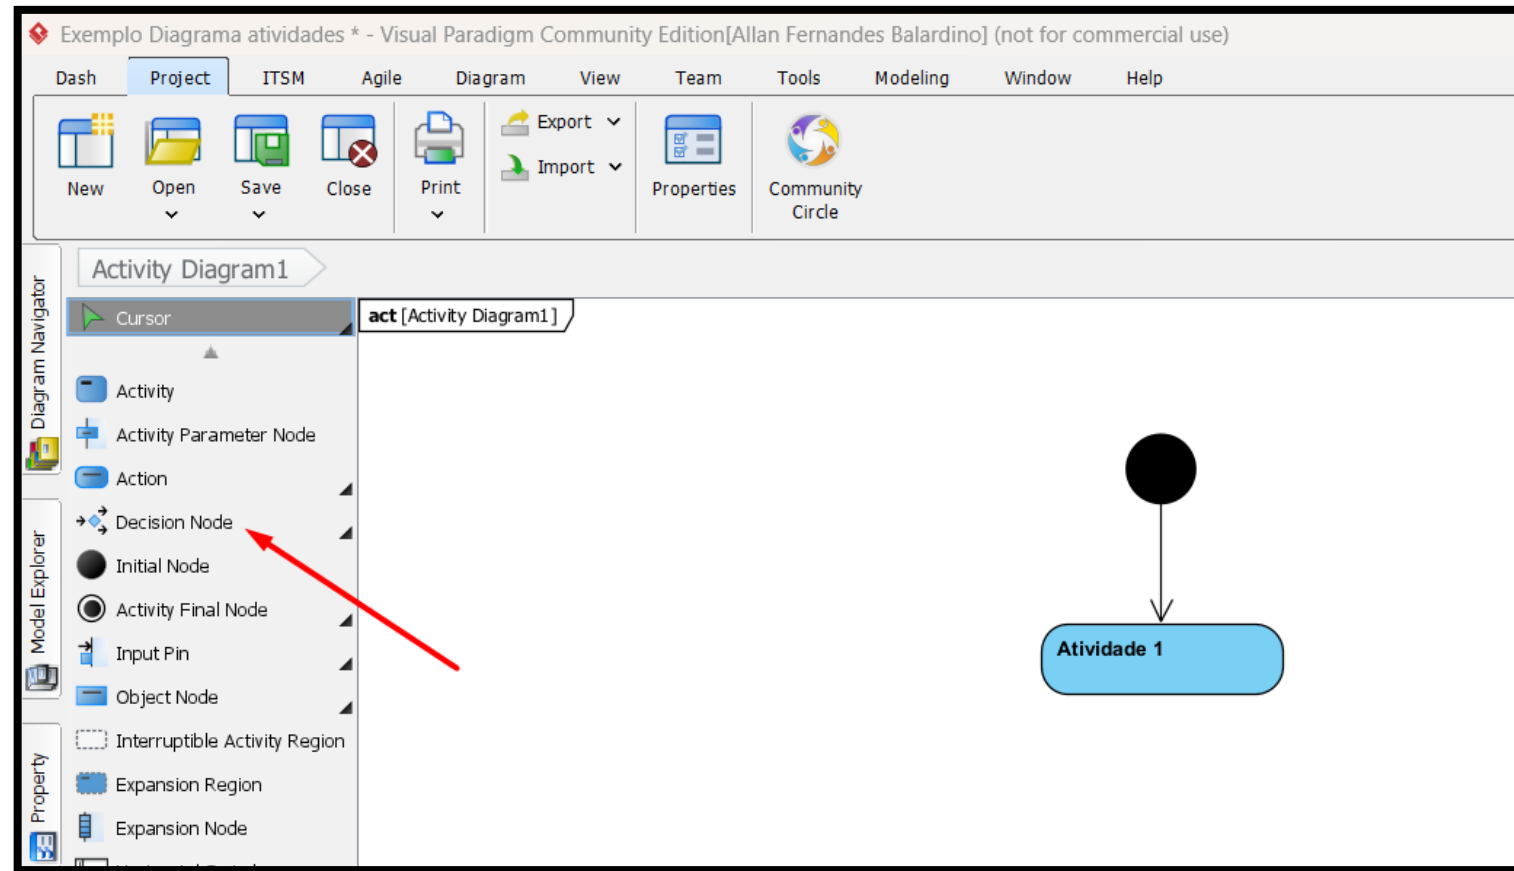 Exemplo Diagrama atividades * - Visual Paradigm Community Edition[Allan Fernandes Balardino] (not for commercial use)
Dash Project ITSM Agile Diagram View Team Tools Modeling Window Help
New Open Save Close Print Export Import Properties Community Circle
Activity Diagram1
Diagram Navigator
Model Explorer
Property
Cursor
Activity
Activity Parameter Node
Action
Decision Node
Initial Node
Activity Final Node
Input Pin
Object Node
Interruptible Activity Region
Expansion Region
Expansion Node
act [Activity Diagram1]
Atividade 1